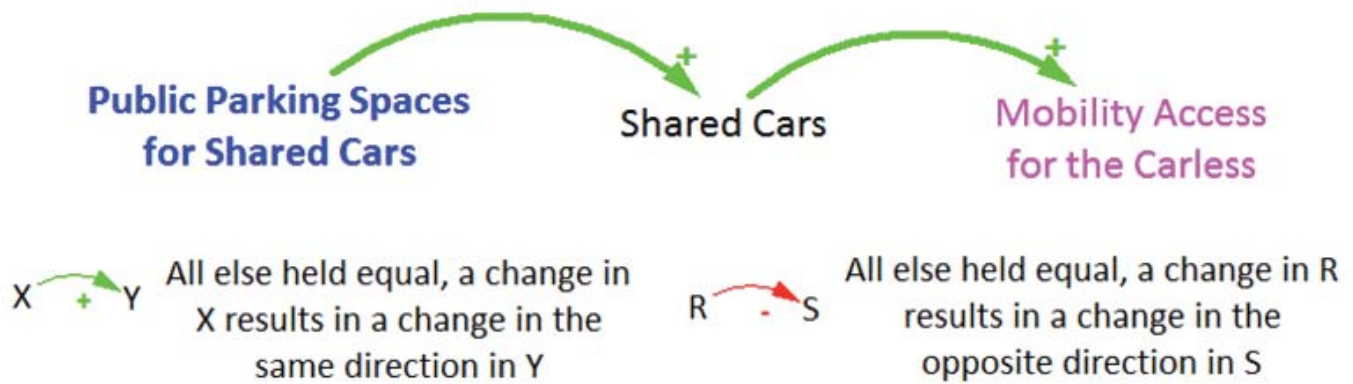 +
+
Public Parking Spaces
for Shared Cars
Shared Cars
Mobility Access
for the Carless
X + Y
All else held equal, a change in
X results in a change in the
same direction in Y
R - S
All else held equal, a change in R
results in a change in the
opposite direction in S